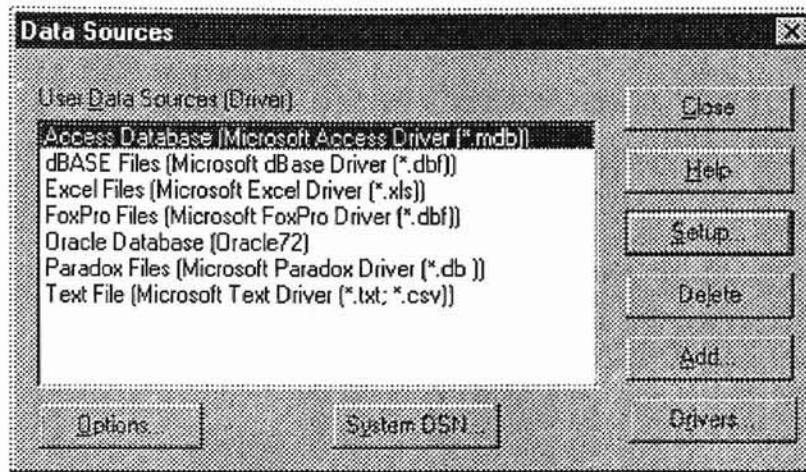 Data Sources
User Data Sources (Driver)
Access Database (Microsoft Access Driver (*.mdb))
dBASE Files (Microsoft dBase Driver (*.dbf))
Excel Files (Microsoft Excel Driver (*.xls))
FoxPro Files (Microsoft FoxPro Driver (*.dbf))
Oracle Database (Oracle72)
Paradox Files (Microsoft Paradox Driver (*.db ))
Text File (Microsoft Text Driver (*.txt; *.csv))
Close
Help
Setup...
Delete
Add...
Drivers...
Options...
System DSN...